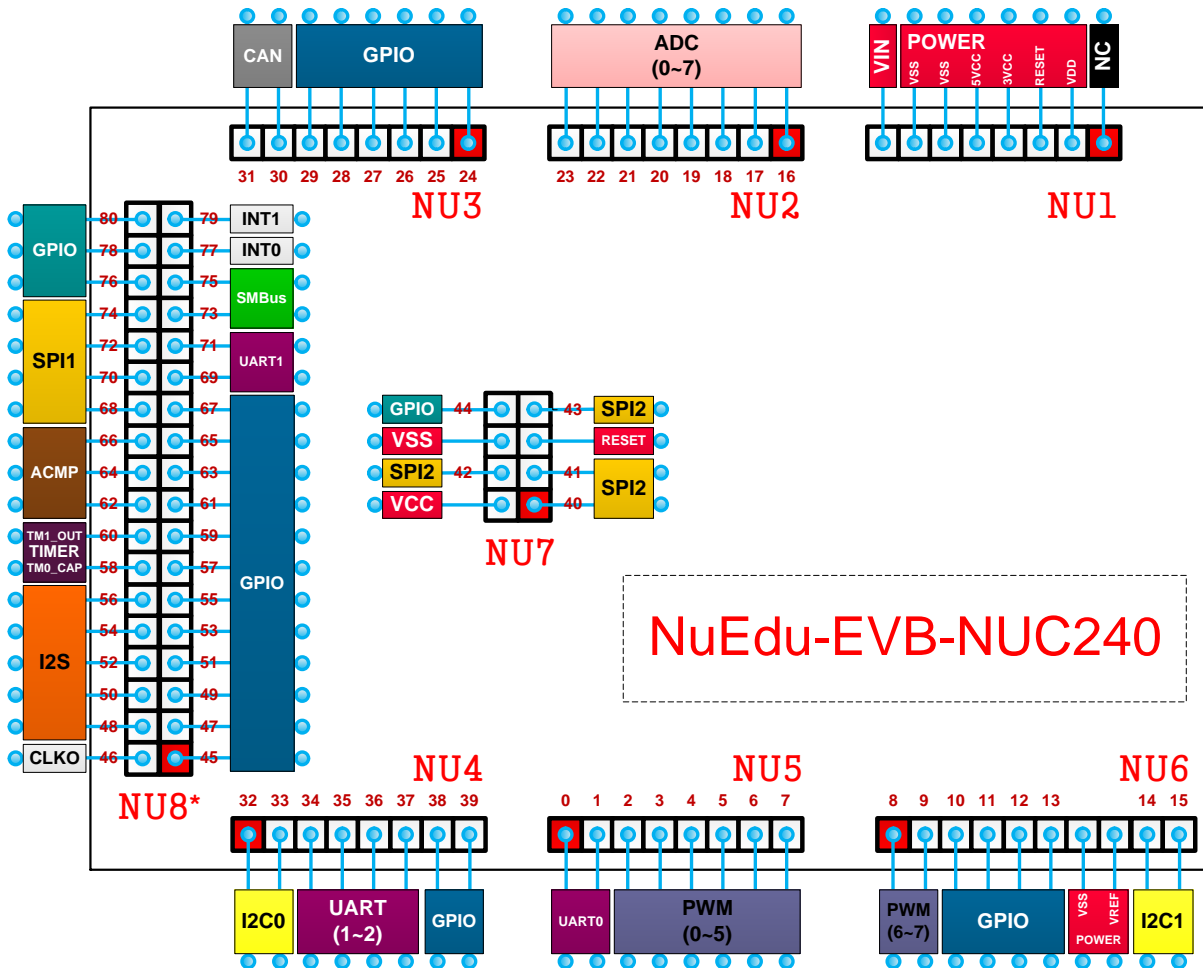 CAN GPIO ADC (0~7) VIN POWER NC
VSS VSS 5VCC 3VCC RESET VDD
31 30 29 28 27 26 25 24 23 22 21 20 19 18 17 16
NU3 NU2 NU1
80 79 INT1
GPIO 78 77 INT0
76 75
SMBus
74 73
72 71
SPI1 UART1
70 69
68 67
66 65
ACMP 64 63
62 61
TM1_OUT 60 59
TIMER
TM0_CAP 58 57
GPIO
56 55
54 53
I2S 52 51
50 49
48 47
CLKO 46 45
NU8*
GPIO 44 43 SPI2
VSS RESET
SPI2 42 41
SPI2
VCC 40
NU7
NuEdu-EVB-NUC240
NU4 NU5 NU6
32 33 34 35 36 37 38 39 0 1 2 3 4 5 6 7 8 9 10 11 12 13 14 15
I2C0 UART (1~2) GPIO UART0 PWM (0~5) PWM (6~7) GPIO VSS VREF POWER I2C1